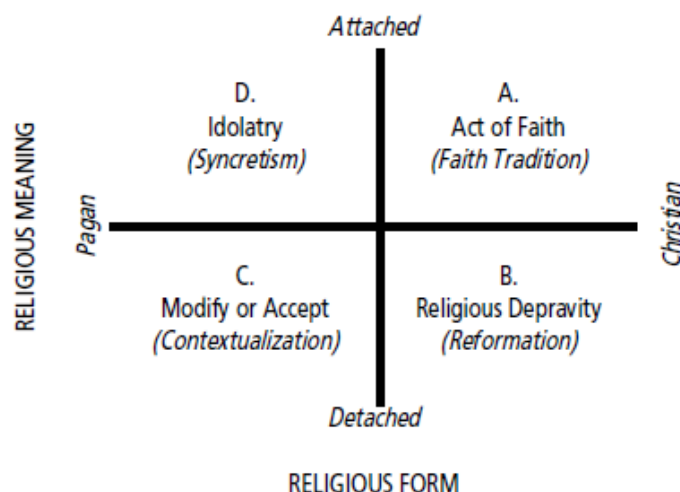 Attached
D.
Idolatry
(Syncretism)
A.
Act of Faith
(Faith Tradition)
RELIGIOUS MEANING
Pagan
Christian
C.
Modify or Accept
(Contextualization)
B.
Religious Depravity
(Reformation)
Detached
RELIGIOUS FORM